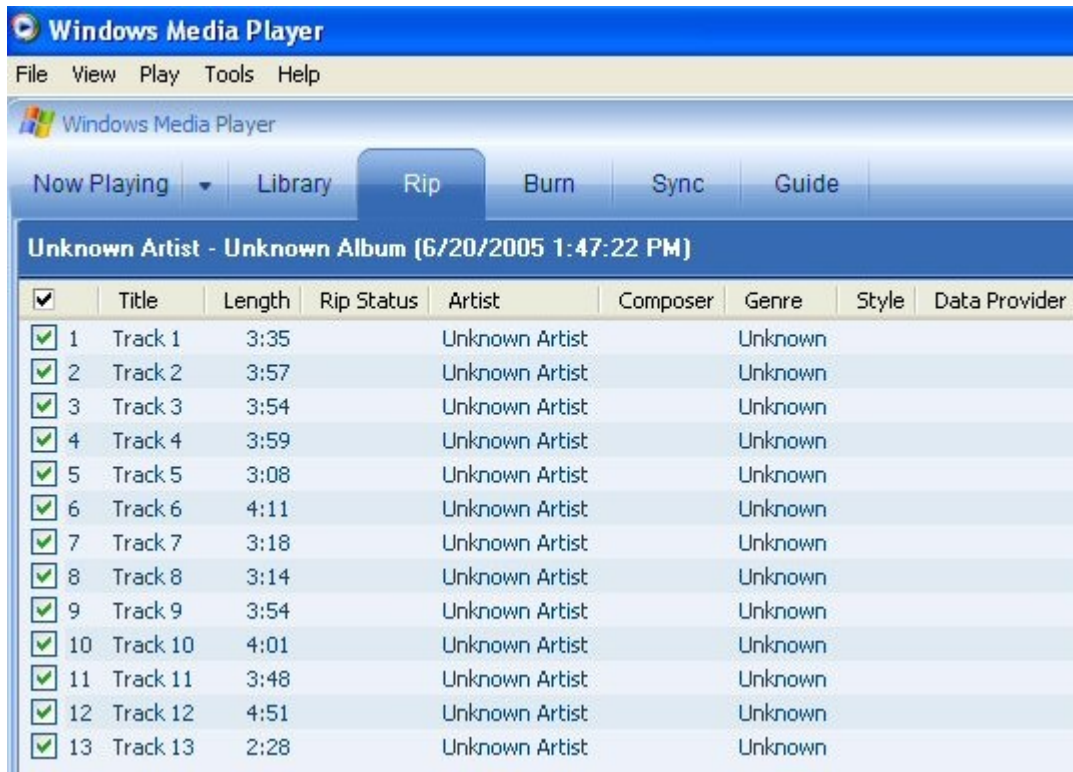 Windows Media Player
File View Play Tools Help
Windows Media Player
Now Playing Library Rip Burn Sync Guide
Unknown Artist - Unknown Album (6/20/2005 1:47:22 PM)
Title Length Rip Status Artist Composer Genre Style Data Provider
1 Track 1 3:35 Unknown Artist Unknown
2 Track 2 3:57 Unknown Artist Unknown
3 Track 3 3:54 Unknown Artist Unknown
4 Track 4 3:59 Unknown Artist Unknown
5 Track 5 3:08 Unknown Artist Unknown
6 Track 6 4:11 Unknown Artist Unknown
7 Track 7 3:18 Unknown Artist Unknown
8 Track 8 3:14 Unknown Artist Unknown
9 Track 9 3:54 Unknown Artist Unknown
10 Track 10 4:01 Unknown Artist Unknown
11 Track 11 3:48 Unknown Artist Unknown
12 Track 12 4:51 Unknown Artist Unknown
13 Track 13 2:28 Unknown Artist Unknown